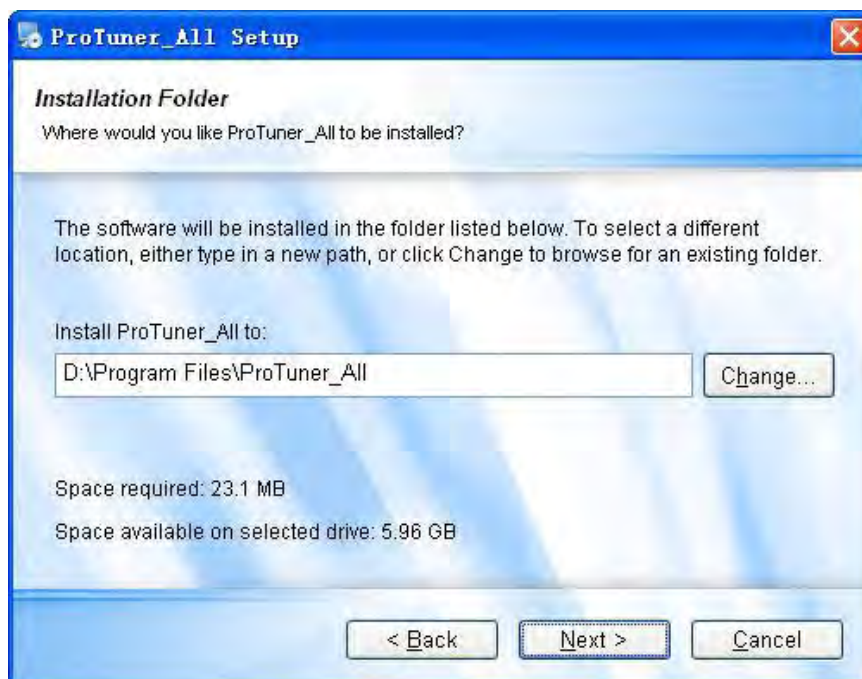 ProTuner_All Setup
Installation Folder
Where would you like ProTuner_All to be installed?
The software will be installed in the folder listed below. To select a different
location, either type in a new path, or click Change to browse for an existing folder.
Install ProTuner_All to:
D:\Program Files\ProTuner_All
Change...
Space required: 23.1 MB
Space available on selected drive: 5.96 GB
< Back
Next >
Cancel